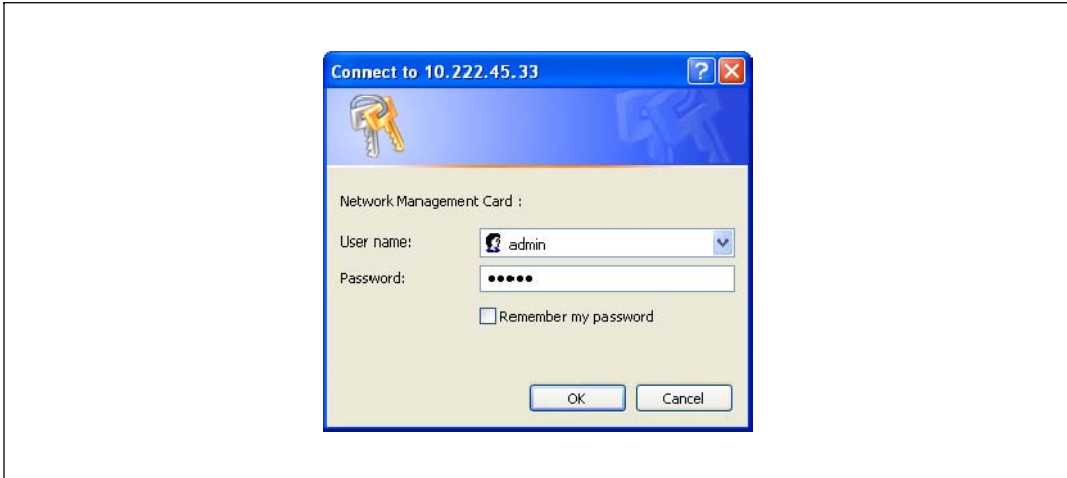 Connect to 10.222.45.33
?
Network Management Card :
User name:
admin
Password:
•••••
Remember my password
OK
Cancel